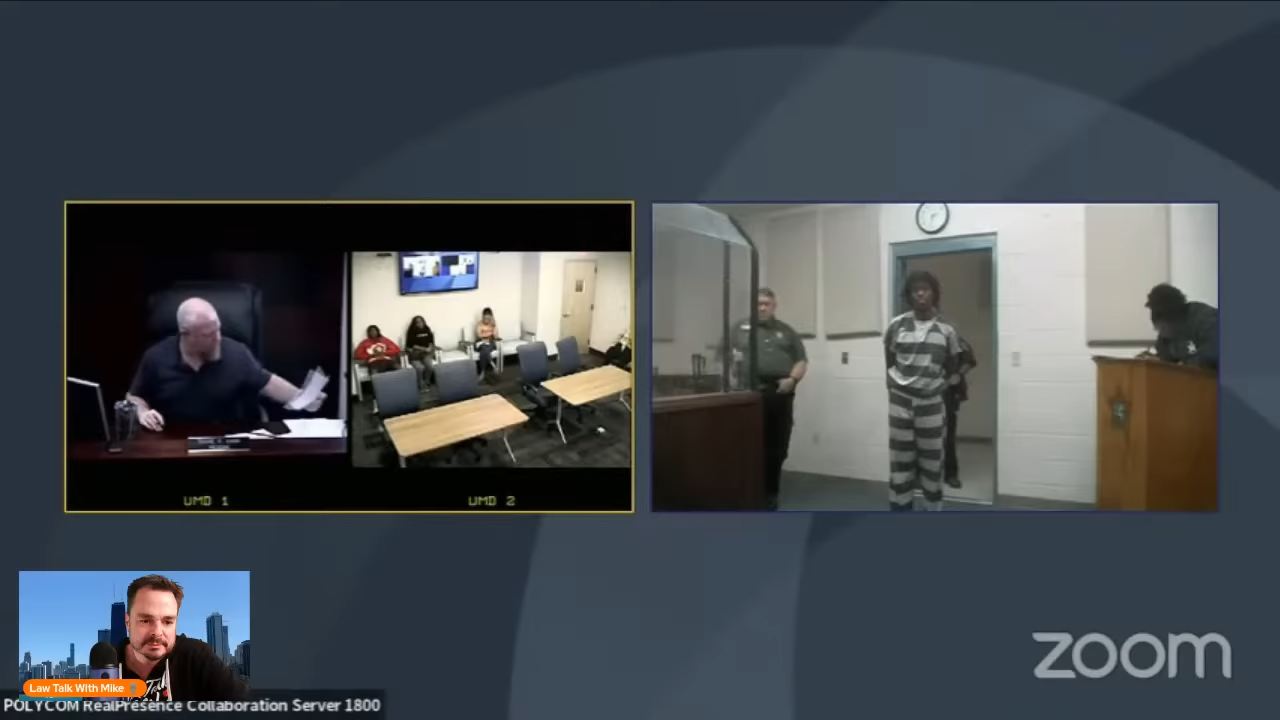 UMD 1
UMD 2
zoom
Law Talk With Mike
POLYCOM RealPresence Collaboration Server 1800